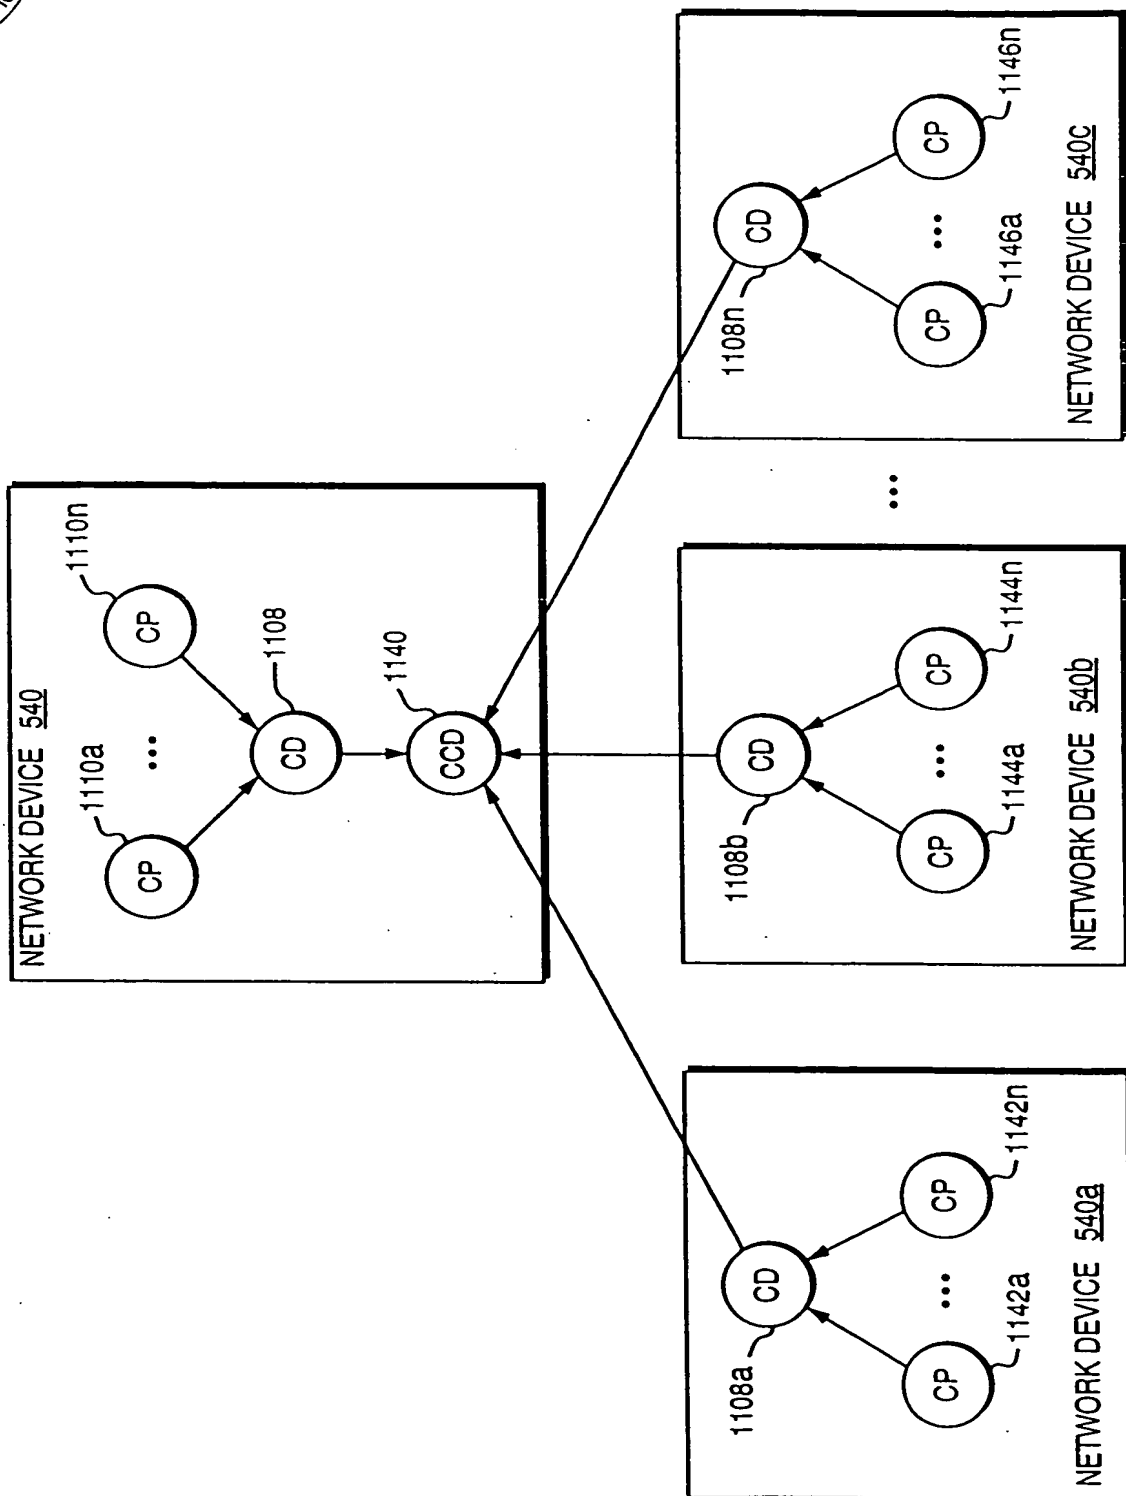 NETWORK DEVICE 540
1110a
1110n
CP
...
CP
CD
1108
CCD
1140
1108a
CD
CP
...
CP
1142a
1142n
NETWORK DEVICE 540a
1108b
CD
CP
...
CP
1144a
1144n
NETWORK DEVICE 540b
...
1108n
CD
CP
...
CP
1146a
1146n
NETWORK DEVICE 540c